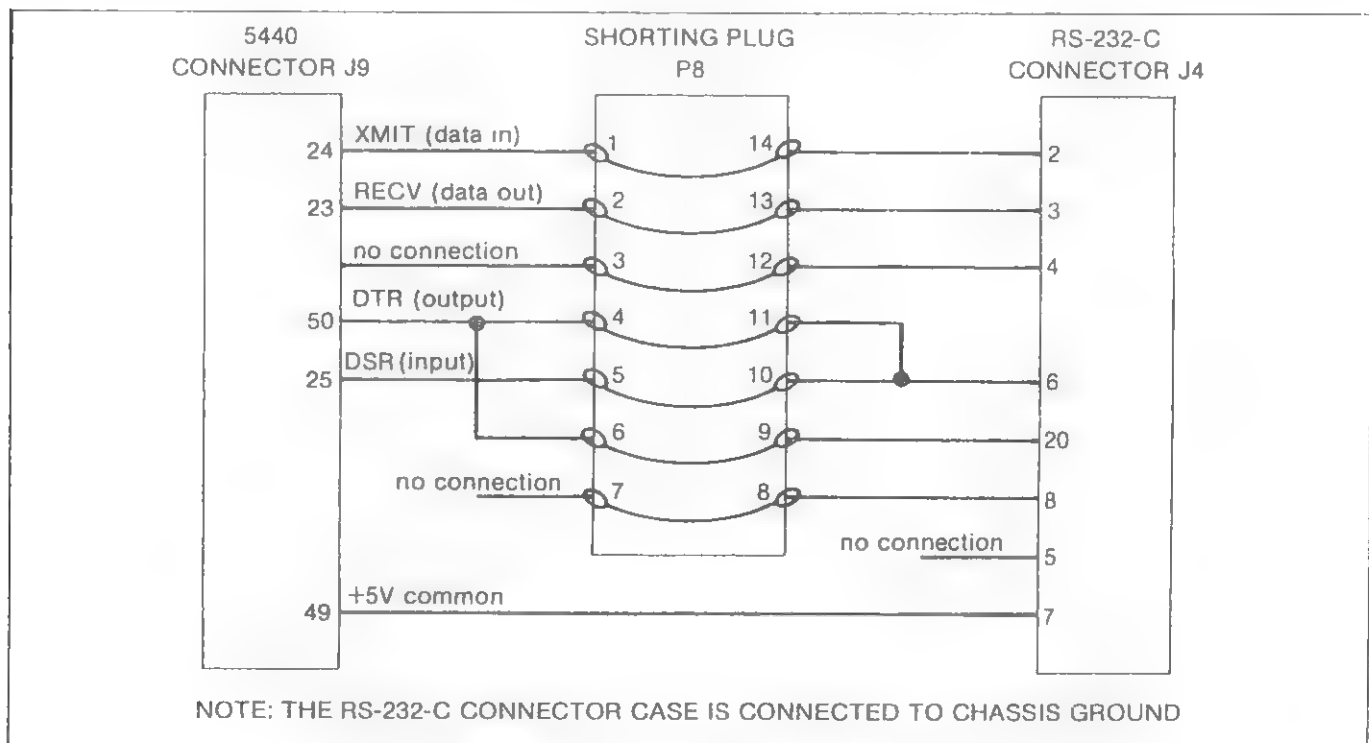 5440
CONNECTOR J9
SHORTING PLUG
P8
RS-232-C
CONNECTOR J4
24 XMIT (data in) 1 14 2
23 RECV (data out) 2 13 3
no connection 3 12 4
50 DTR (output) 4 11
25 DSR (input) 5 10 6
6 9 20
no connection 7 8 8
no connection 5
49 +5V common 7
NOTE: THE RS-232-C CONNECTOR CASE IS CONNECTED TO CHASSIS GROUND